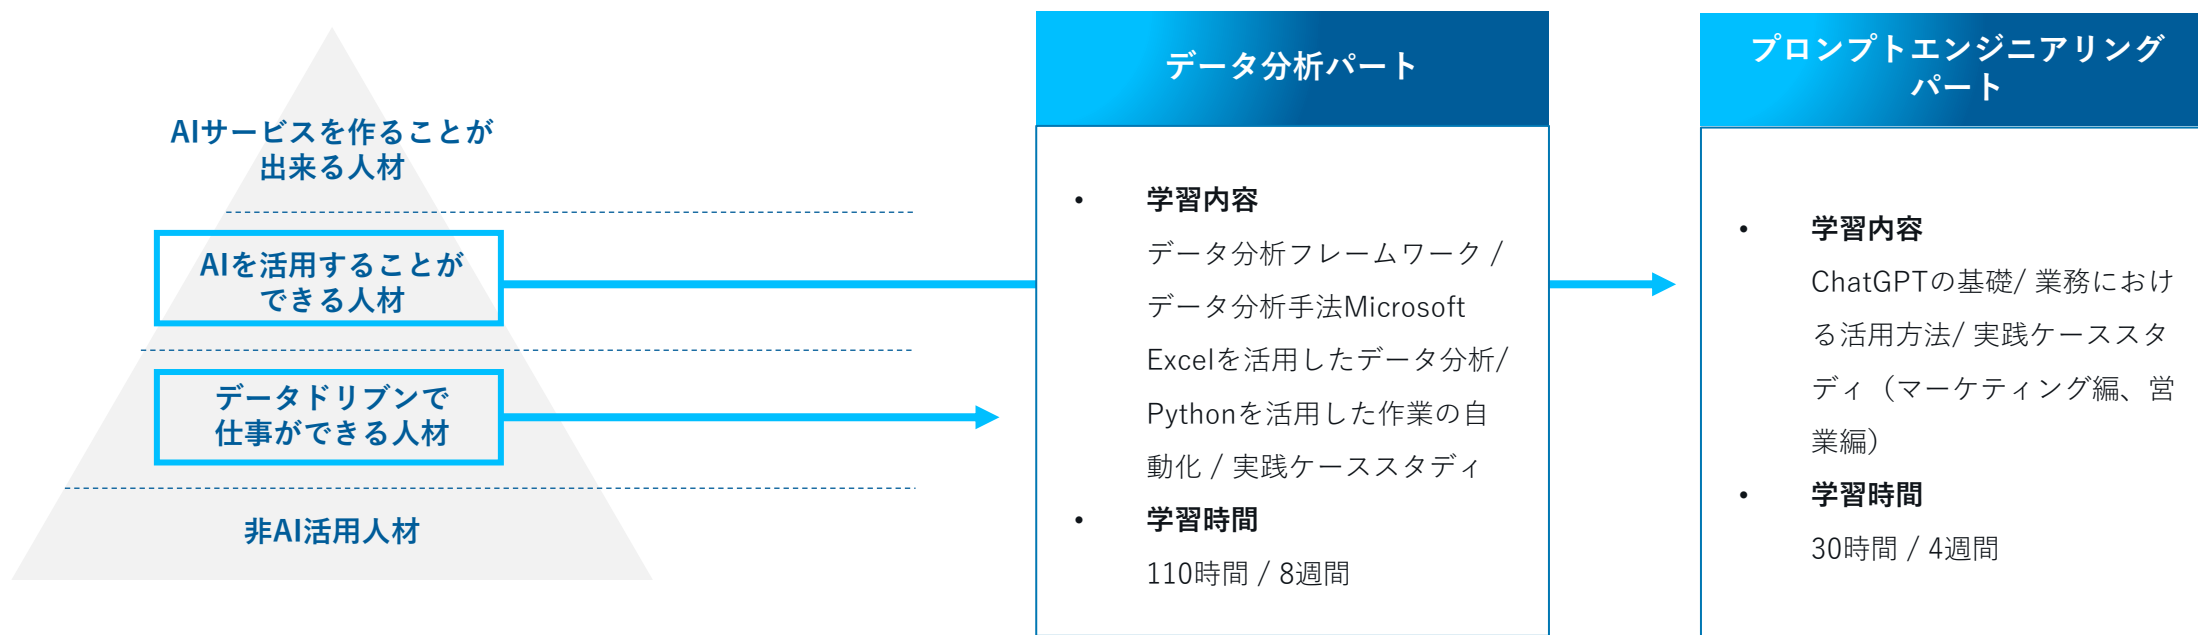 AIサービスを作ることが
出来る人材
AIを活用することが
できる人材
データドリブンで
仕事ができる人材
非AI活用人材
データ分析パート
• 学習内容
データ分析フレームワーク /
データ分析手法Microsoft
Excelを活用したデータ分析/
Pythonを活用した作業の自
動化 / 実践ケーススタディ
• 学習時間
110時間 / 8週間
プロンプトエンジニアリング
パート
• 学習内容
ChatGPTの基礎/ 業務におけ
る活用方法/ 実践ケーススタ
ディ（マーケティング編、営
業編）
• 学習時間
30時間 / 4週間